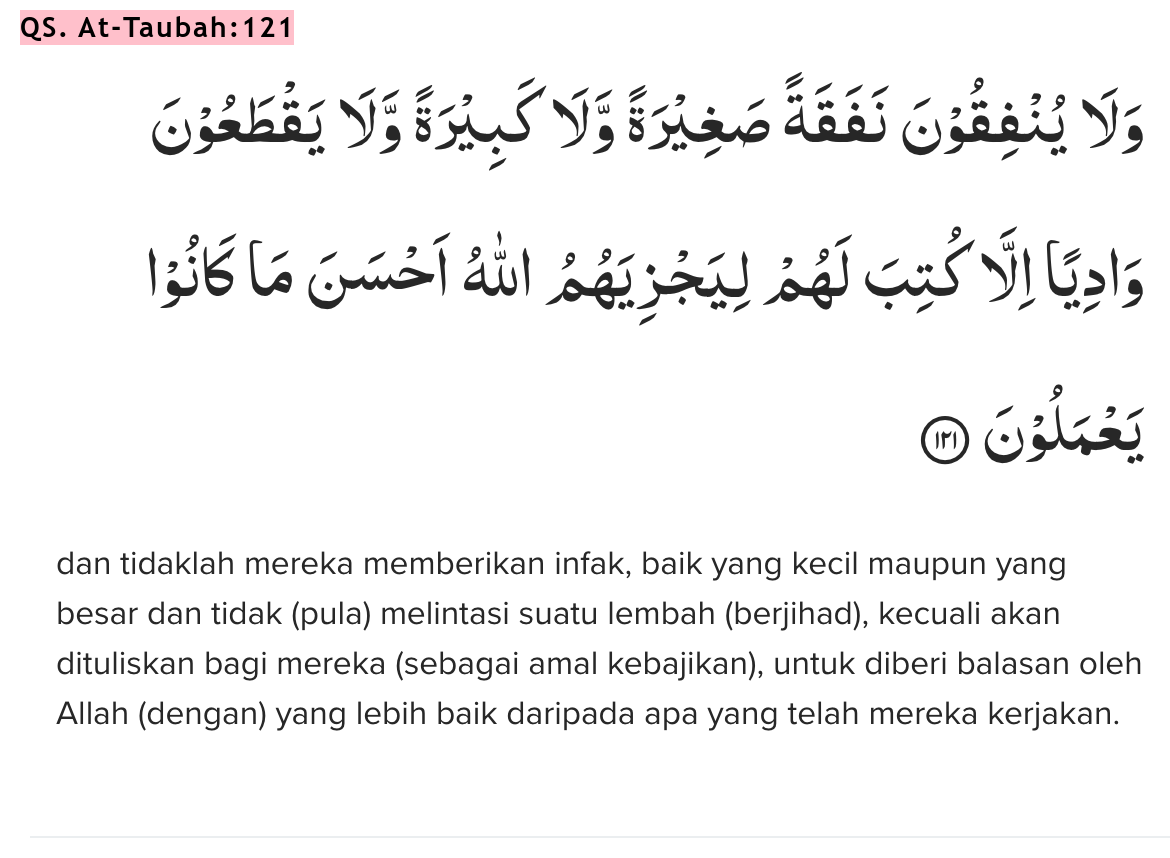 QS. At-Taubah:121
وَلَا يُنْفِقُوْنَ نَفَقَةً صَغِيْرَةً وَّلَا كَبِيْرَةً وَّلَا يَقْطَعُوْنَ
وَادِيًا اِلَّا كُتِبَ لَهُمْ لِيَجْزِيَهُمُ اللّٰهُ اَحْسَنَ مَا كَانُوْا
يَعْمَلُوْنَ ١٢١
dan tidaklah mereka memberikan infak, baik yang kecil maupun yang
besar dan tidak (pula) melintasi suatu lembah (berjihad), kecuali akan
dituliskan bagi mereka (sebagai amal kebajikan), untuk diberi balasan oleh
Allah (dengan) yang lebih baik daripada apa yang telah mereka kerjakan.